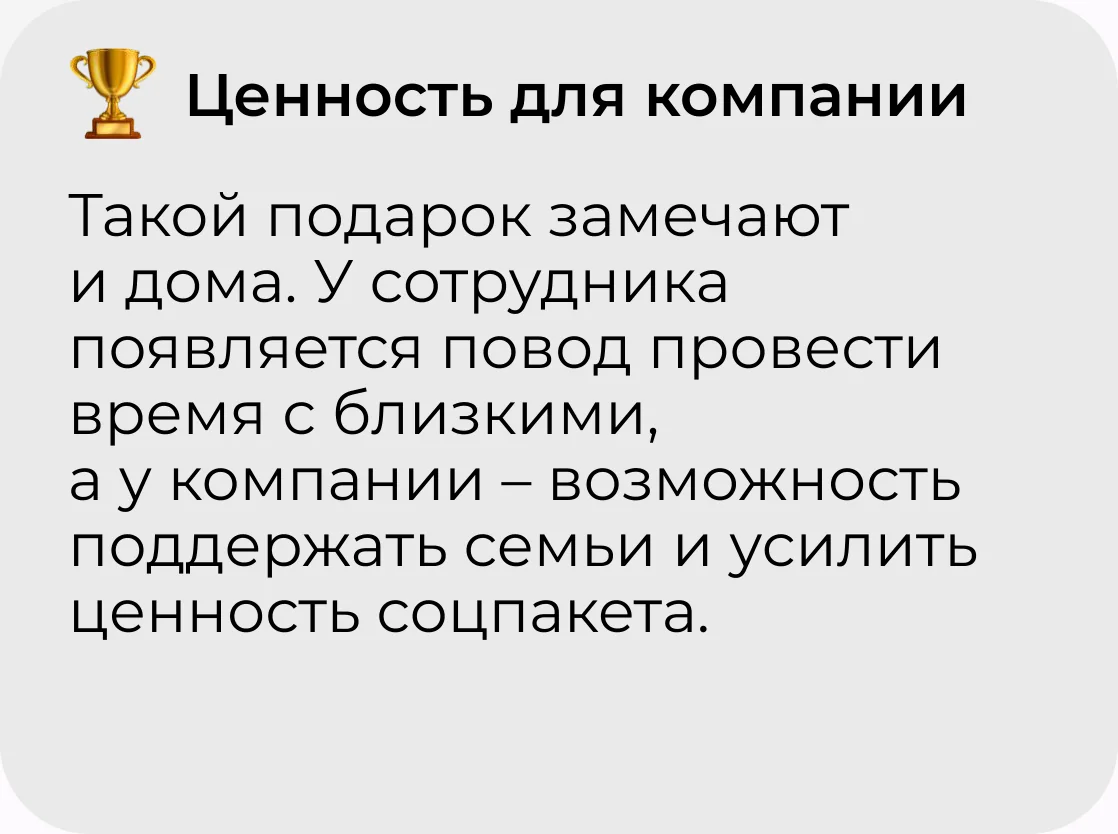 Ценность для компании
Такой подарок замечают
и дома. У сотрудника
появляется повод провести
время с близкими,
а у компании – возможность
поддержать семьи и усилить
ценность соцпакета.